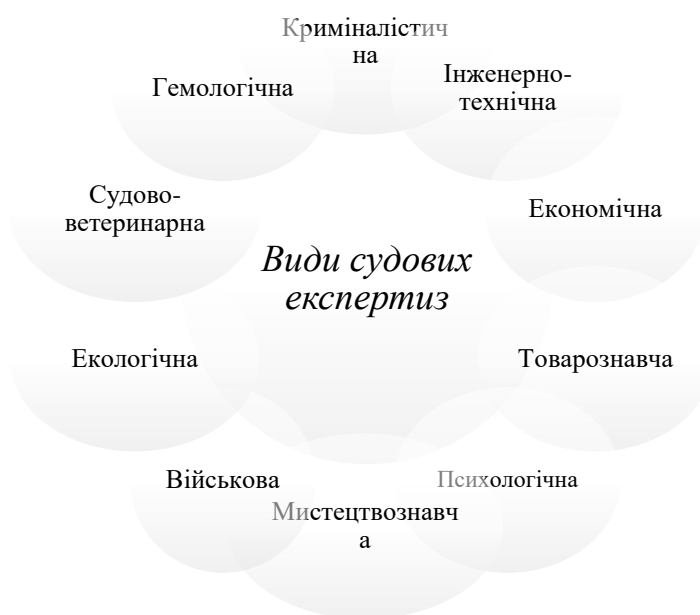 Криміналістич
на
Інженерно-
технічна
Гемологічна
Судово-
ветеринарна
Економічна
Види судових
експертиз
Екологічна
Товарознавча
Військова
Психологічна
Мистецтвознавч
а